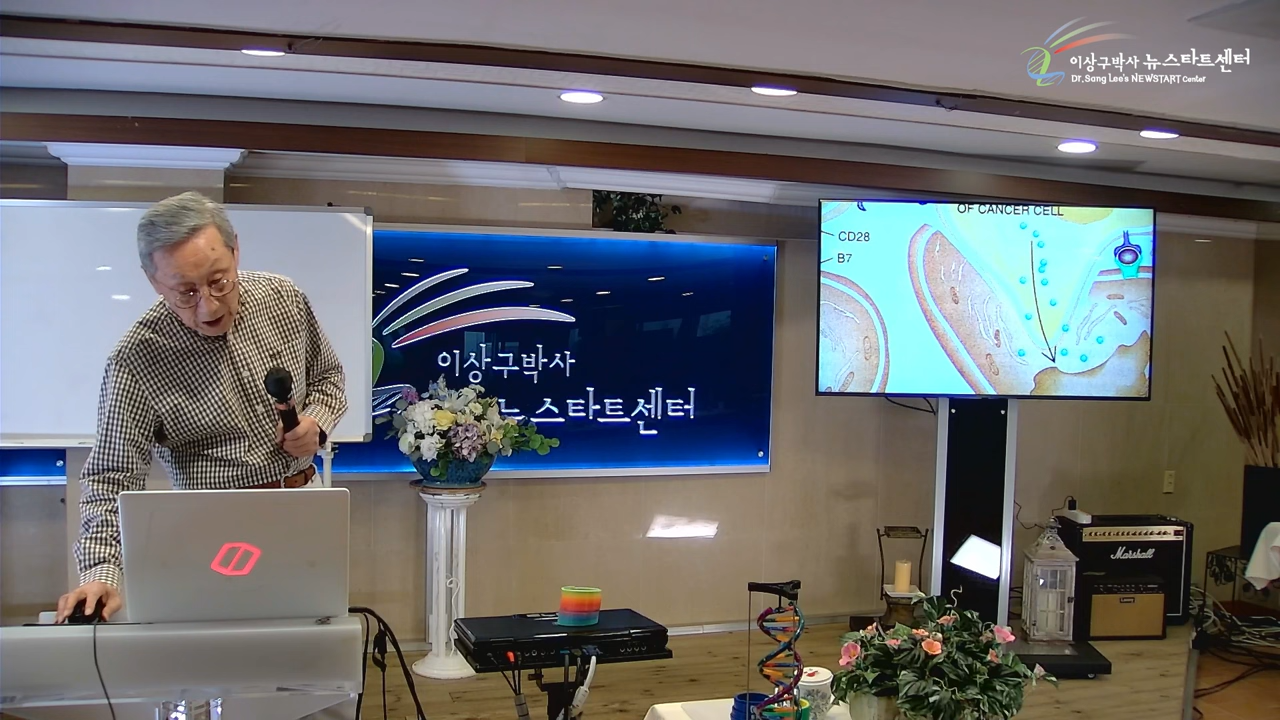 이상구박사 뉴스타트센터
Dr. Sang Lee's NEWSTART Center
OF CANCER CELL
CD28
B7
이상구박사
뉴스타트센터
Marshall
Laney